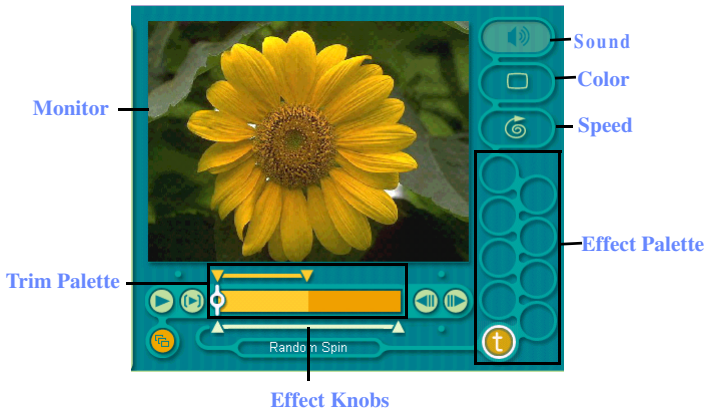 Sound
Color
Monitor
Speed
Effect Palette
Trim Palette
t
Random Spin
Effect Knobs